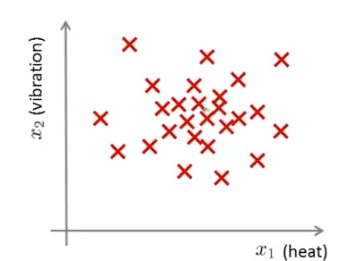 x₂ (vibration)
x₁ (heat)